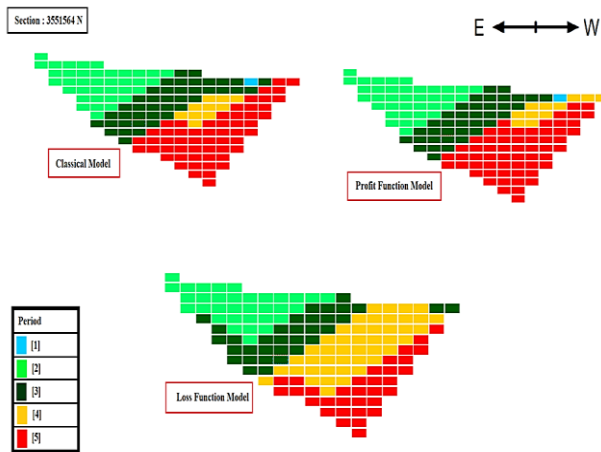 Section : 3551564 N
E W
Classical Model
Profit Function Model
Loss Function Model
Period
[1]
[2]
[3]
[4]
[5]